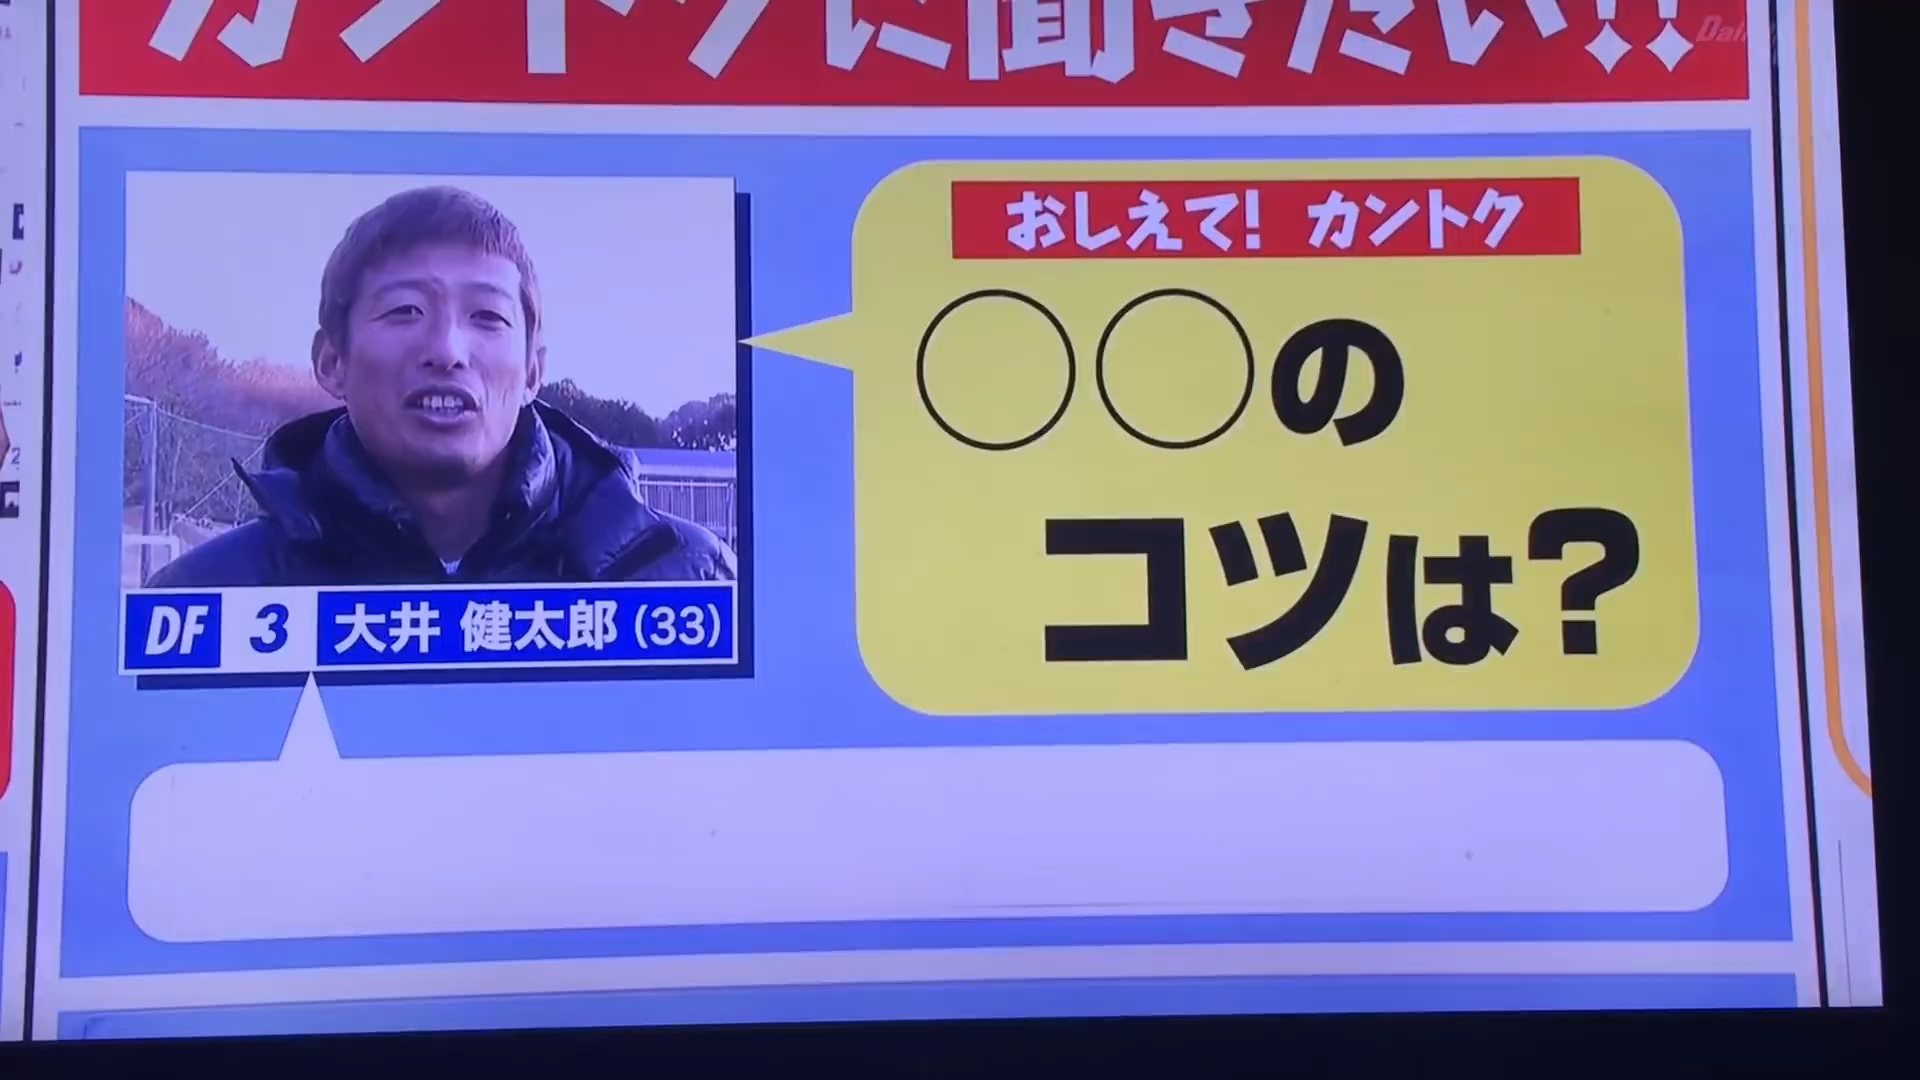 カントクに聞きたい!!
おしえて! カントク
○○の
コツは?
DF 3 大井 健太郎 (33)